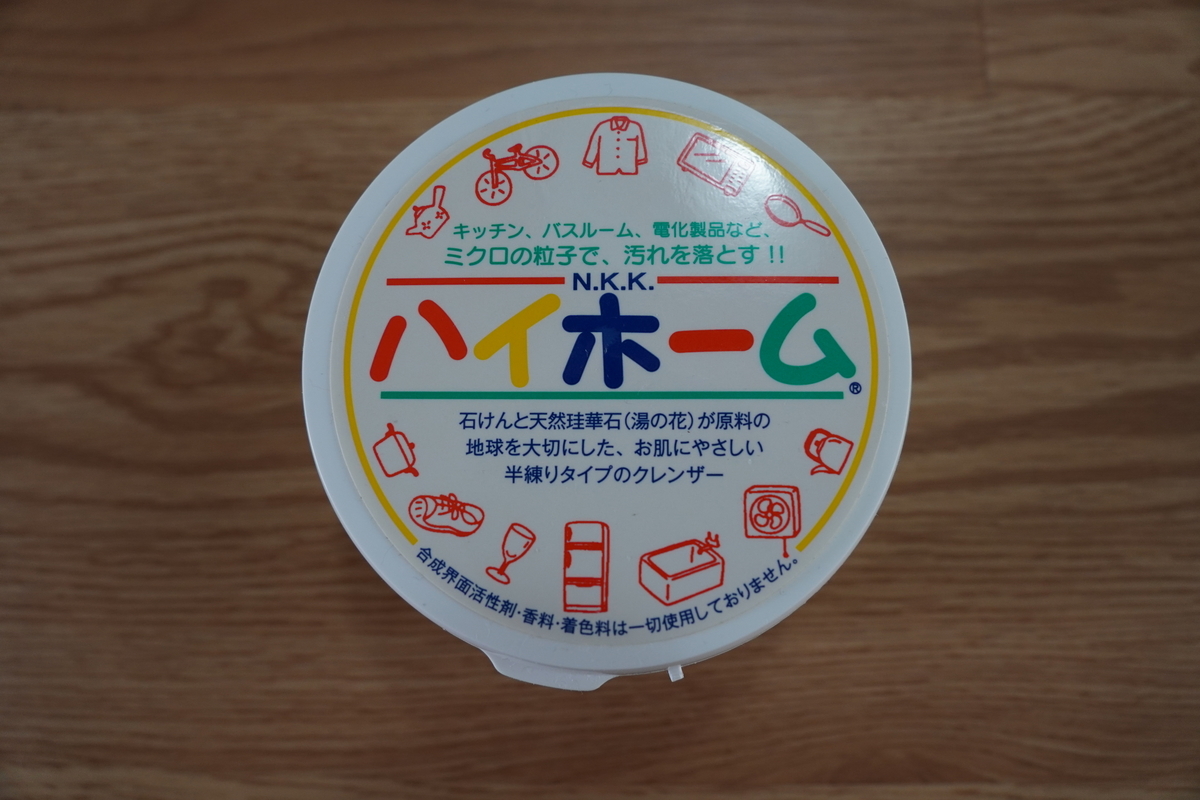 キッチン、バスルーム、電化製品など、
ミクロの粒子で、汚れを落とす!!
N.K.K.
ハイホーム®
石けんと天然珪華石(湯の花)が原料の
地球を大切にした、お肌にやさしい
半練りタイプのクレンザー
合成界面活性剤・香料・着色料は一切使用しておりません。